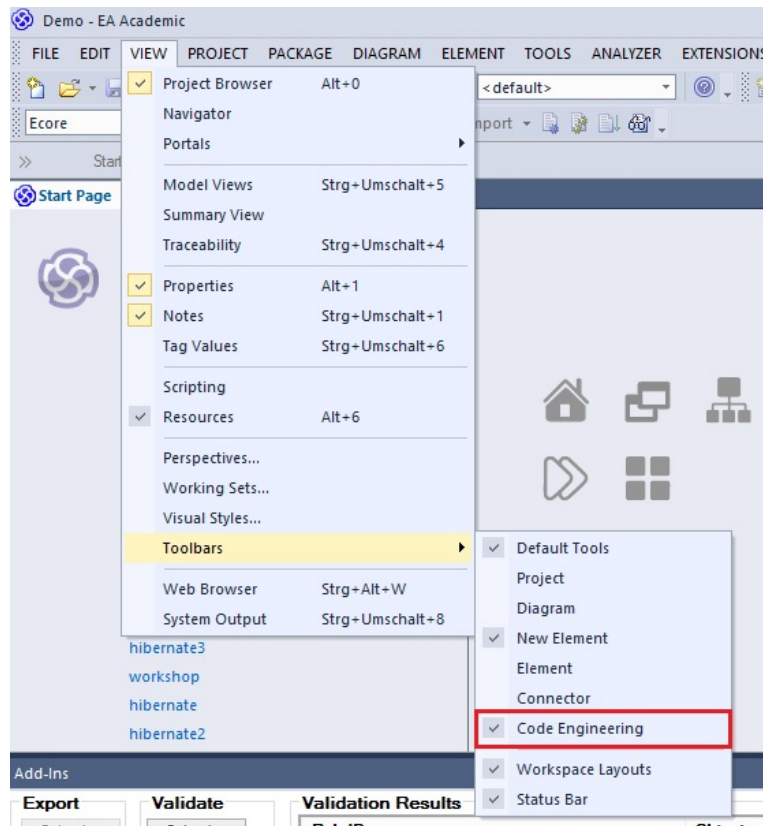 Demo - EA Academic
FILE EDIT VIEW PROJECT PACKAGE DIAGRAM ELEMENT TOOLS ANALYZER EXTENSIONS
<default>
Ecore
Start Page
Project Browser Alt+0
Navigator
Portals
Model Views Strg+Umschalt+5
Summary View
Traceability Strg+Umschalt+4
Properties Alt+1
Notes Strg+Umschalt+1
Tag Values Strg+Umschalt+6
Scripting
Resources Alt+6
Perspectives...
Working Sets...
Visual Styles...
Toolbars
Web Browser Strg+Alt+W
System Output Strg+Umschalt+8
Default Tools
Project
Diagram
New Element
Element
Connector
Code Engineering
Workspace Layouts
Status Bar
hibernate3
workshop
hibernate
hibernate2
Add-Ins
Export Validate Validation Results